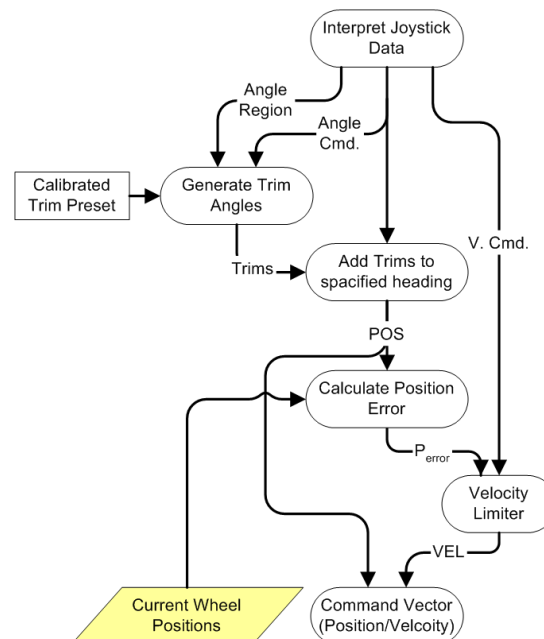 Interpret Joystick
Data
Angle
Region
Angle
Cmd.
Calibrated
Trim Preset
Generate Trim
Angles
V. Cmd.
Trims
Add Trims to
spacified heading
POS
Calculate Position
Error
Perror
Velocity
Limiter
VEL
Current Wheel
Positions
Command Vector
(Position/Velcoity)